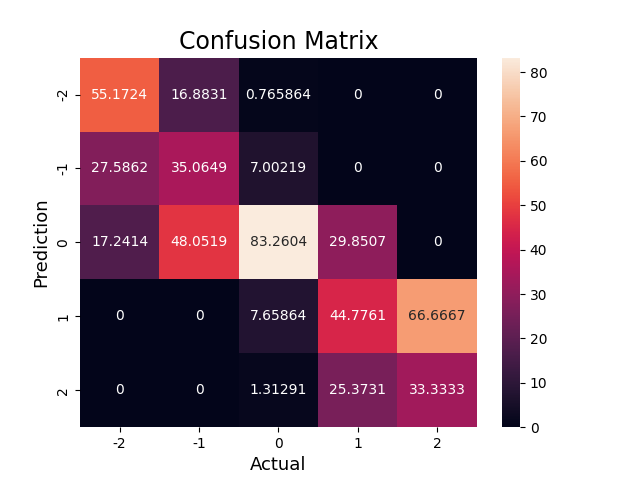 Confusion Matrix
-2 55.1724 16.8831 0.765864 0 0
-1 27.5862 35.0649 7.00219 0 0
0 17.2414 48.0519 83.2604 29.8507 0
1 0 0 7.65864 44.7761 66.6667
2 0 0 1.31291 25.3731 33.3333
-2 -1 0 1 2
Actual
Prediction
80
70
60
50
40
30
20
10
0